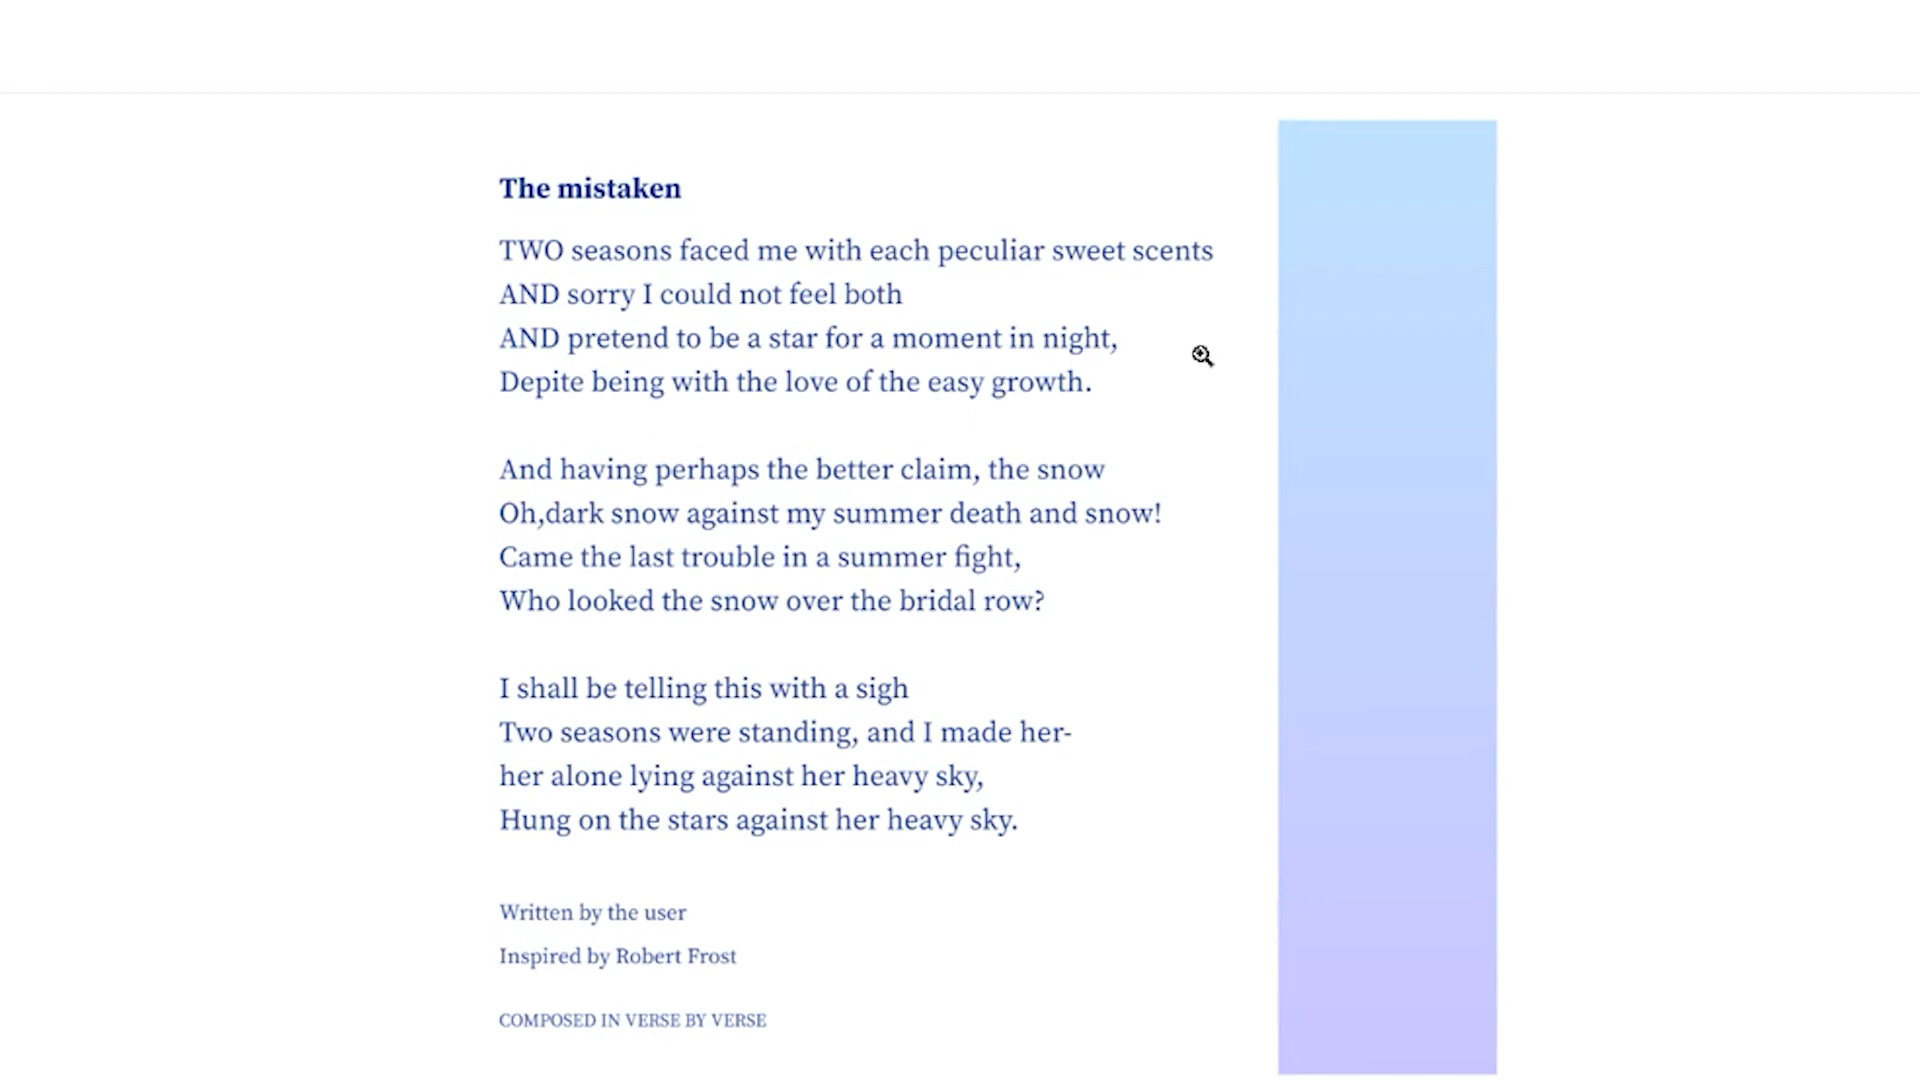 The mistaken
TWO seasons faced me with each peculiar sweet scents
AND sorry I could not feel both
AND pretend to be a star for a moment in night,
Depite being with the love of the easy growth.
And having perhaps the better claim, the snow
Oh,dark snow against my summer death and snow!
Came the last trouble in a summer fight,
Who looked the snow over the bridal row?
I shall be telling this with a sigh
Two seasons were standing, and I made her-
her alone lying against her heavy sky,
Hung on the stars against her heavy sky.
Written by the user
Inspired by Robert Frost
COMPOSED IN VERSE BY VERSE